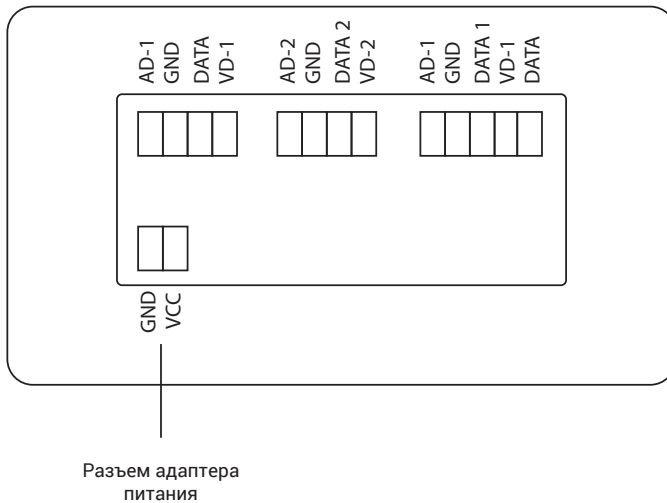 AD-1
GND
DATA
VD-1
AD-2
GND
DATA 2
VD-2
AD-1
GND
DATA 1
VD-1
DATA
GND
VCC
Разъем адаптера
питания